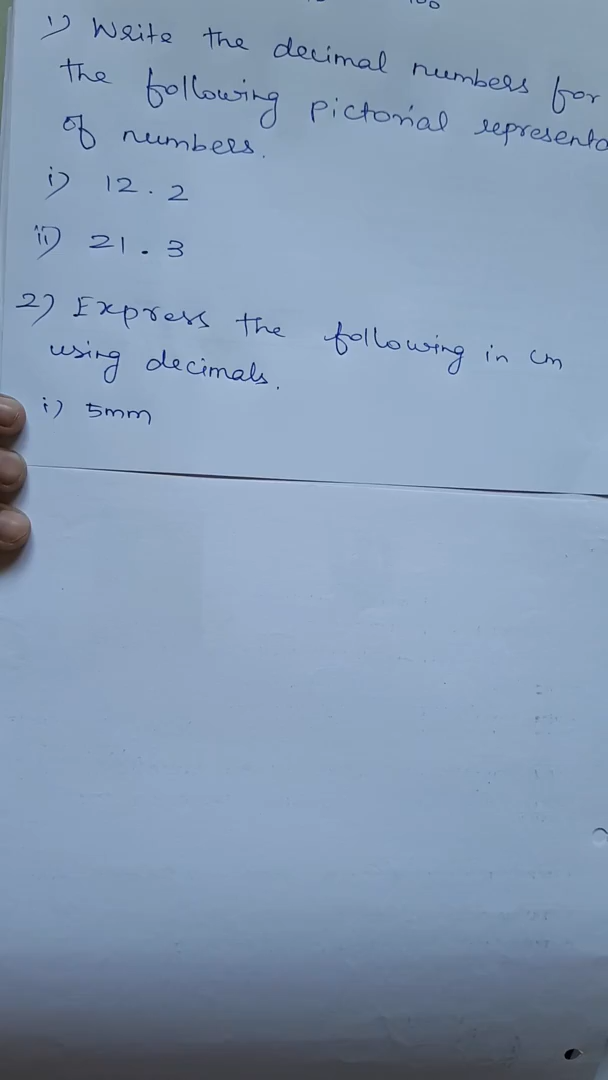 1) Write the decimal numbers for
the following pictorial representa
of numbers.
i) 12.2
ii) 21.3
2) Express the following in cm
using decimals.
i) 5mm